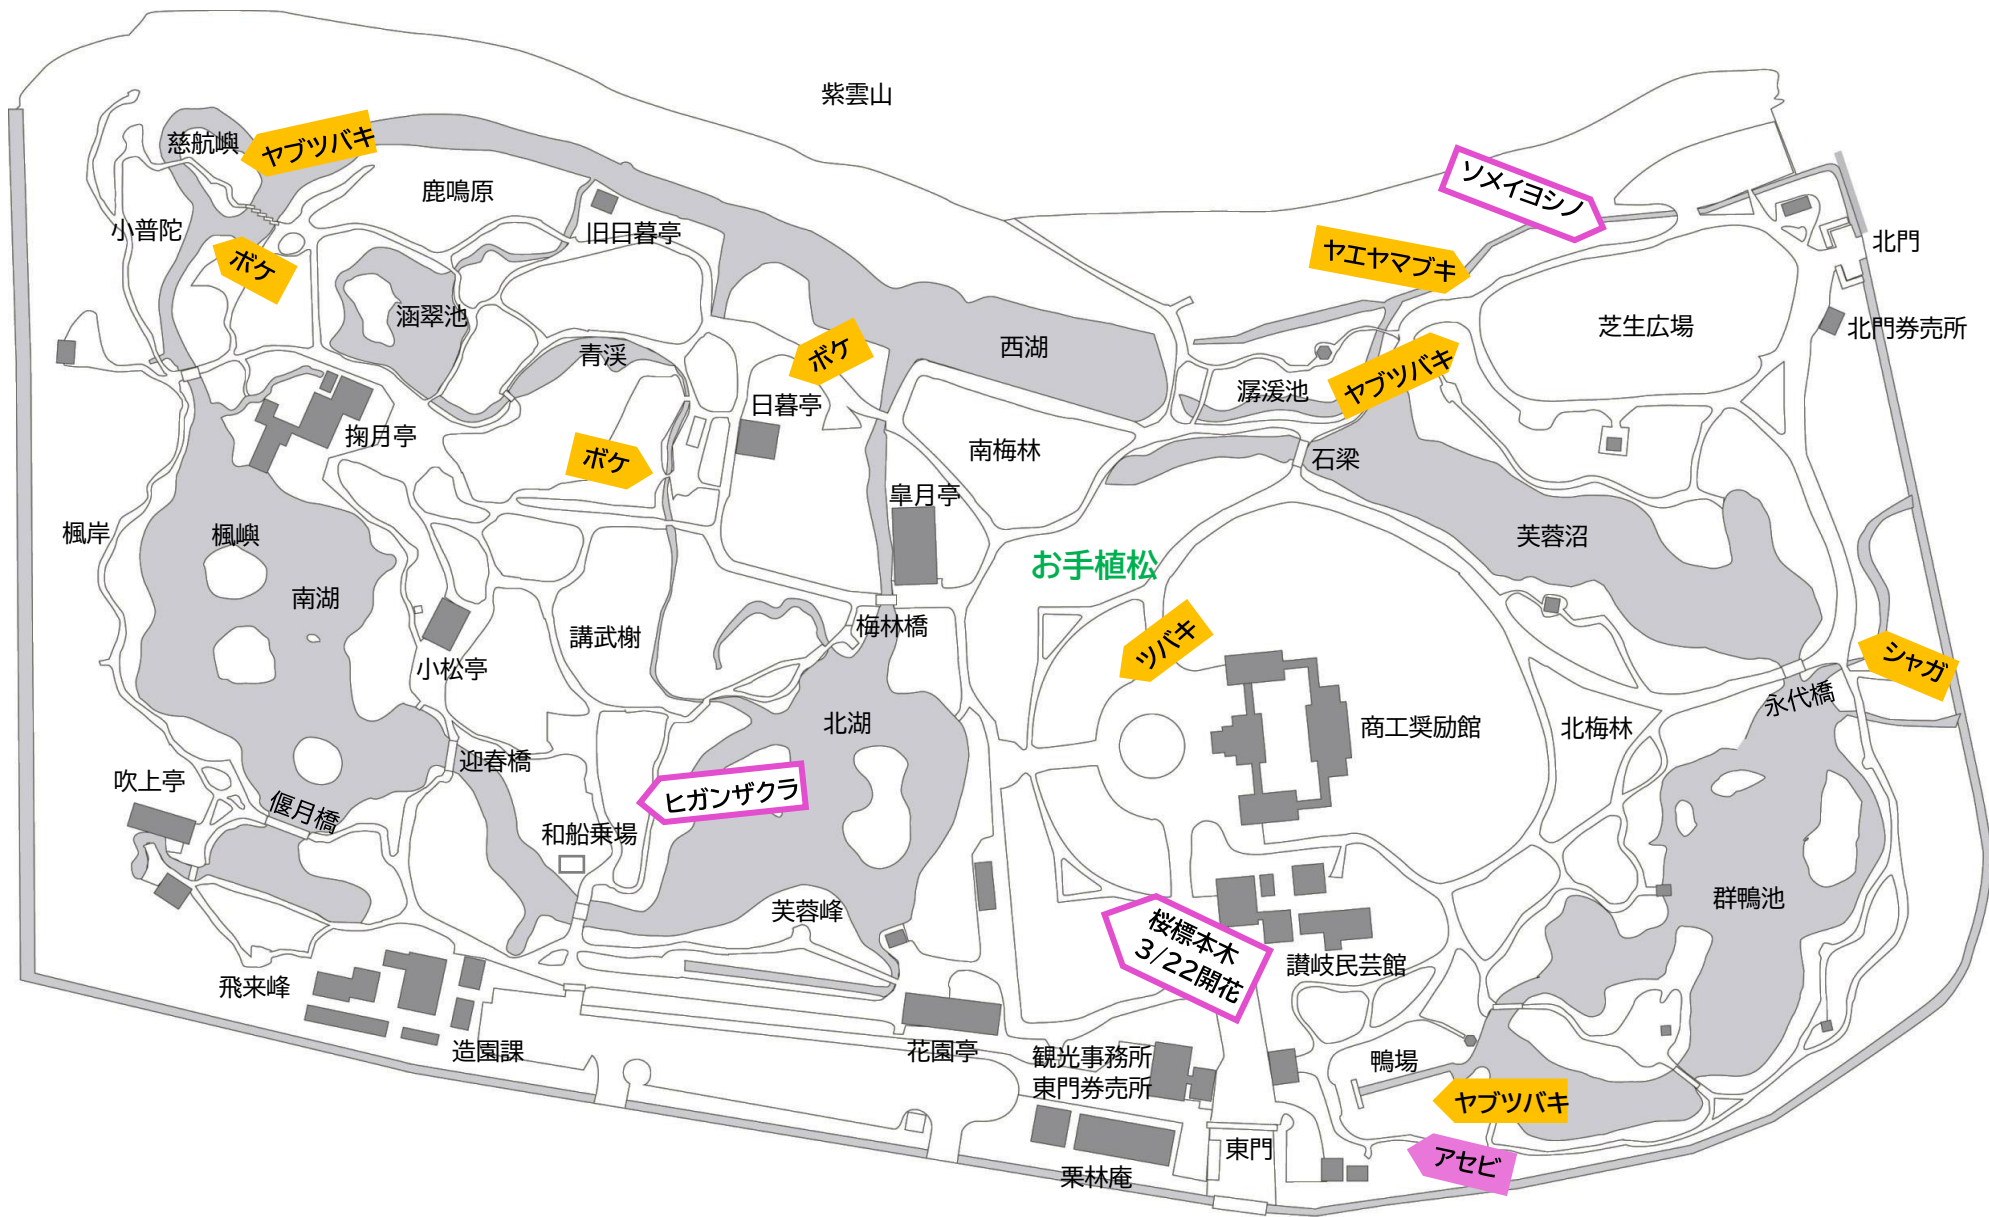 紫雲山
慈航嶼
ヤブツバキ
鹿鳴原
小普陀
旧日暮亭
ボケ
涵翠池
青渓
ボケ
西湖
ソメイヨシノ
ヤエヤマブキ
北門
芝生広場
北門券売所
潺湲池
ヤブツバキ
日暮亭
掬月亭
ボケ
南梅林
石梁
皐月亭
楓岸
楓嶼
芙蓉沼
お手植松
南湖
講武榭
梅林橋
ツバキ
小松亭
シャガ
永代橋
北湖
商工奨励館
北梅林
迎春橋
吹上亭
ヒガンザクラ
偃月橋
和船乗場
芙蓉峰
群鴨池
桜標本木
3/22開花
讃岐民芸館
飛来峰
造園課
花園亭
観光事務所
東門券売所
鴨場
ヤブツバキ
東門
アセビ
栗林庵